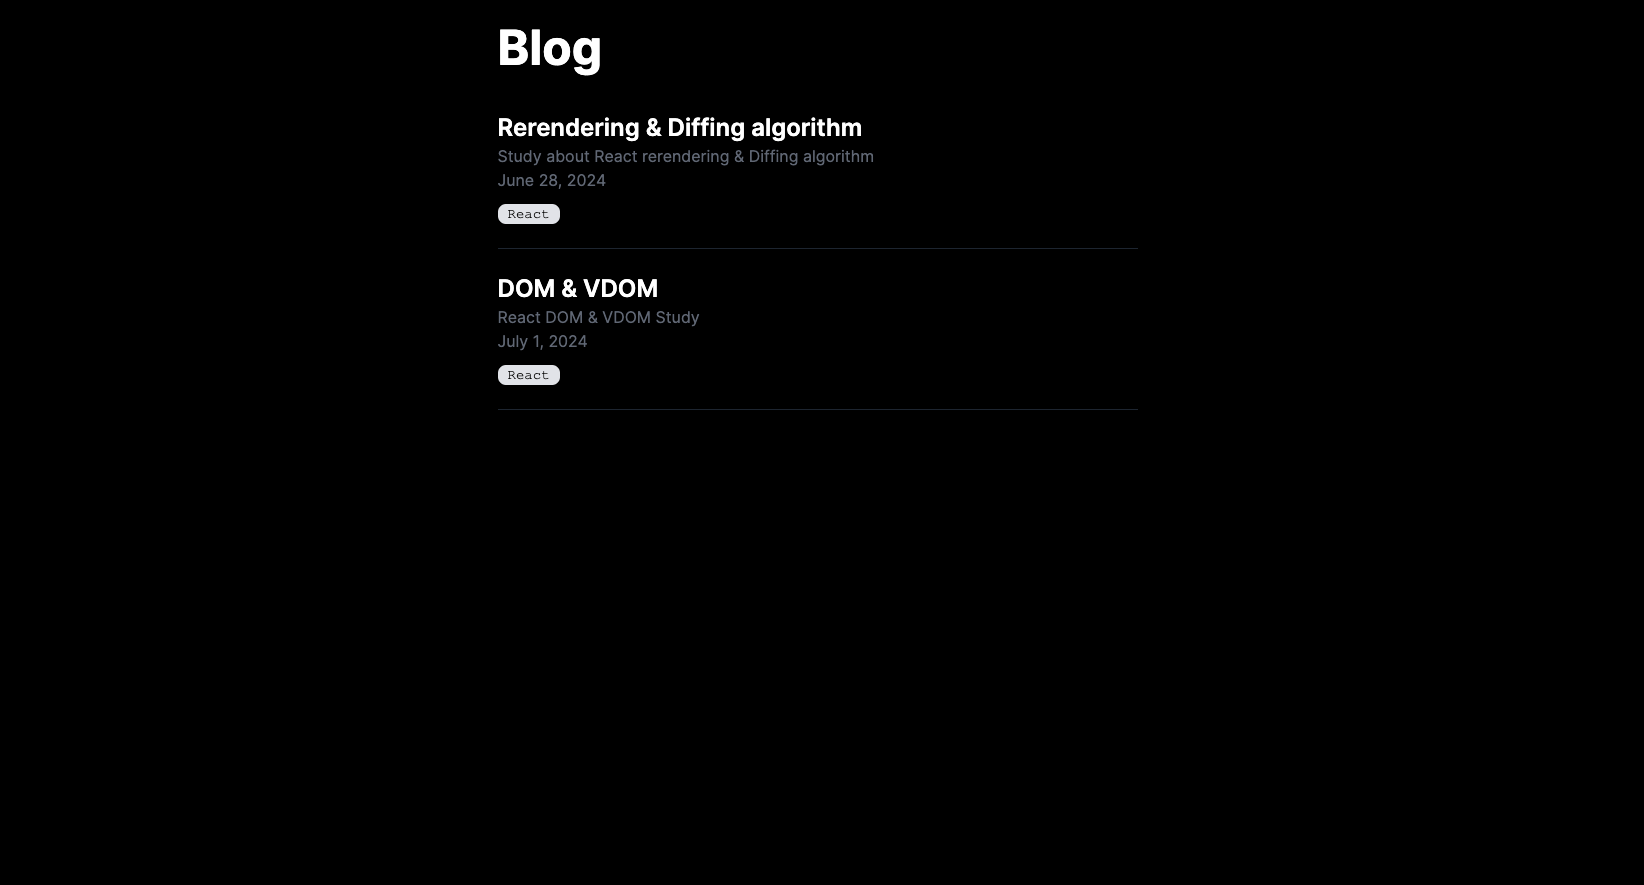 Blog
Rerendering & Diffing algorithm
Study about React rerendering & Diffing algorithm
June 28, 2024
React
DOM & VDOM
React DOM & VDOM Study
July 1, 2024
React